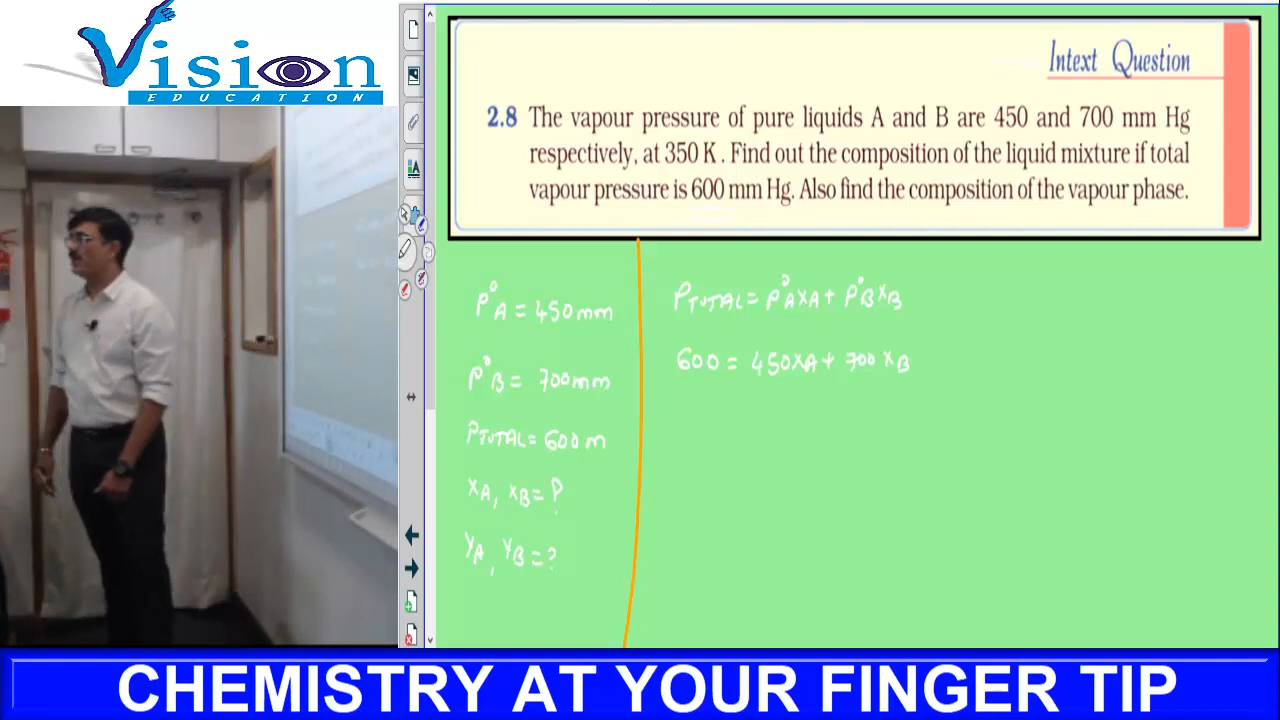 Vision
EDUCATION
Intext Question
2.8 The vapour pressure of pure liquids A and B are 450 and 700 mm Hg
respectively, at 350 K . Find out the composition of the liquid mixture if total
vapour pressure is 600 mm Hg. Also find the composition of the vapour phase.
P°A = 450mm
P°B = 700mm
PTOTAL = 600 m
XA, XB = ?
YA, YB = ?
PTOTAL = P°A XA + P°B XB
600 = 450XA + 700 XB
CHEMISTRY AT YOUR FINGER TIP